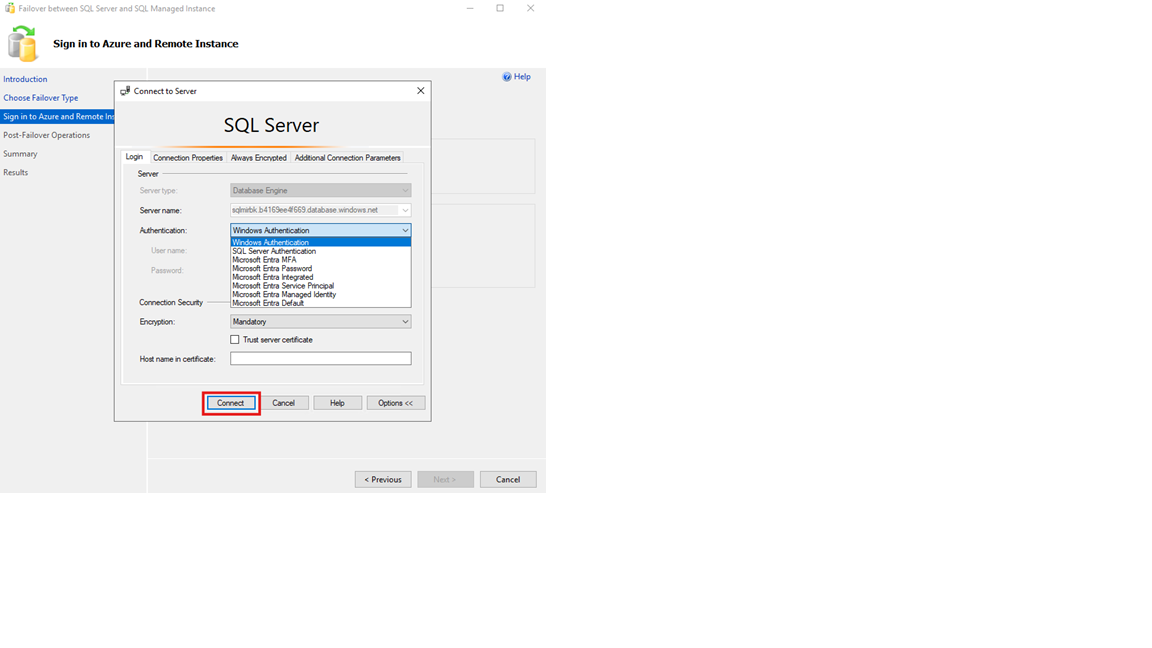 Failover between SQL Server and SQL Managed Instance
Sign in to Azure and Remote Instance
Help
Introduction
Choose Failover Type
Sign in to Azure and Remote Ins
Post-Failover Operations
Summary
Results
Connect to Server
SQL Server
Login
Connection Properties
Always Encrypted
Additional Connection Parameters
Server
Server type:
Database Engine
Server name:
sqlmirbk.b4169ee4f669.database.windows.net
Authentication:
Windows Authentication
Windows Authentication
SQL Server Authentication
Microsoft Entra MFA
Microsoft Entra Password
Microsoft Entra Integrated
Microsoft Entra Service Principal
Microsoft Entra Managed Identity
Microsoft Entra Default
User name:
Password:
Connection Security
Encryption:
Mandatory
Trust server certificate
Host name in certificate:
Connect
Cancel
Help
Options <<
< Previous
Next >
Cancel